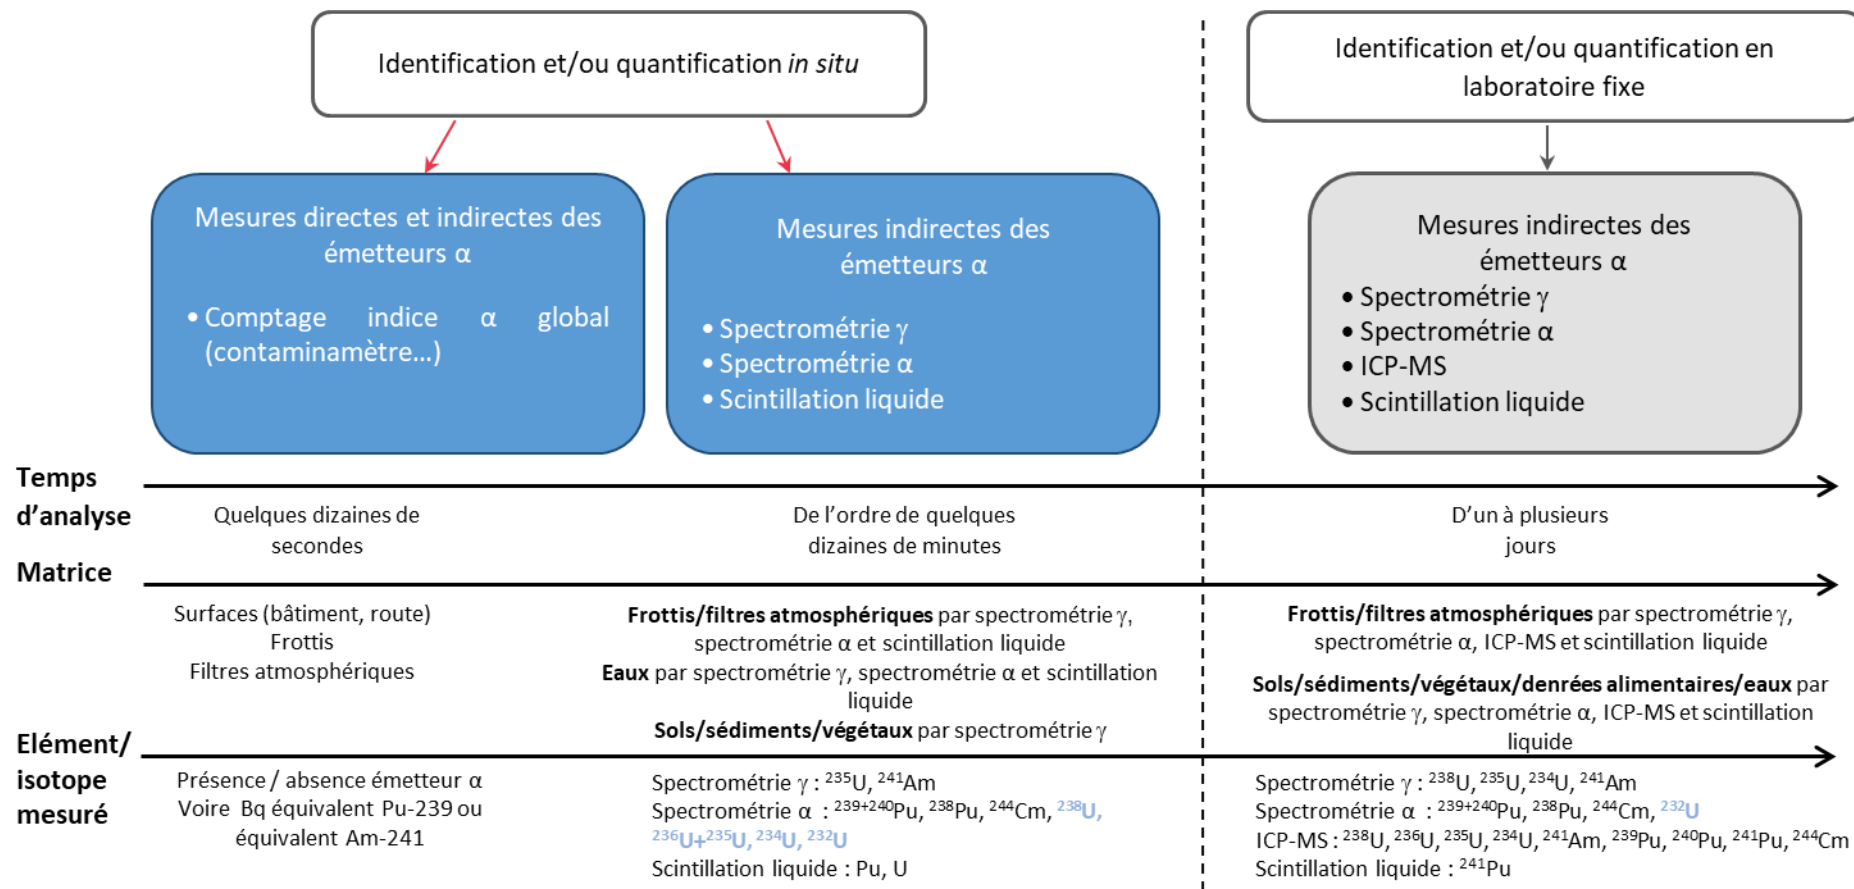 Identification et/ou quantification in situ
Identification et/ou quantification en
laboratoire fixe
Mesures directes et indirectes des
émetteurs α
• Comptage indice α global
(contaminamètre...)
Mesures indirectes des
émetteurs α
• Spectrométrie γ
• Spectrométrie α
• Scintillation liquide
Mesures indirectes des
émetteurs α
• Spectrométrie γ
• Spectrométrie α
• ICP-MS
• Scintillation liquide
Temps
d’analyse
Quelques dizaines de
secondes
De l’ordre de quelques
dizaines de minutes
D’un à plusieurs
jours
Matrice
Surfaces (bâtiment, route)
Frottis
Filtres atmosphériques
Frottis/filtres atmosphériques par spectrométrie γ,
spectrométrie α et scintillation liquide
Eaux par spectrométrie γ, spectrométrie α et scintillation
liquide
Sols/sédiments/végétaux par spectrométrie γ
Frottis/filtres atmosphériques par spectrométrie γ,
spectrométrie α, ICP-MS et scintillation liquide
Sols/sédiments/végétaux/denrées alimentaires/eaux par
spectrométrie γ, spectrométrie α, ICP-MS et scintillation
liquide
Elément/
isotope
mesuré
Présence / absence émetteur α
Voire Bq équivalent Pu-239 ou
équivalent Am-241
Spectrométrie γ : ²³⁵U, ²⁴¹Am
Spectrométrie α : ²³⁹⁺²⁴⁰Pu, ²³⁸Pu, ²⁴⁴Cm, ²³⁸U,
²³⁶U+²³⁵U, ²³⁴U, ²³²U
Scintillation liquide : Pu, U
Spectrométrie γ : ²³⁸U, ²³⁵U, ²³⁴U, ²⁴¹Am
Spectrométrie α : ²³⁹⁺²⁴⁰Pu, ²³⁸Pu, ²⁴⁴Cm, ²³²U
ICP-MS : ²³⁸U, ²³⁶U, ²³⁵U, ²³⁴U, ²⁴¹Am, ²³⁹Pu, ²⁴⁰Pu, ²⁴¹Pu, ²⁴⁴Cm
Scintillation liquide : ²⁴¹Pu